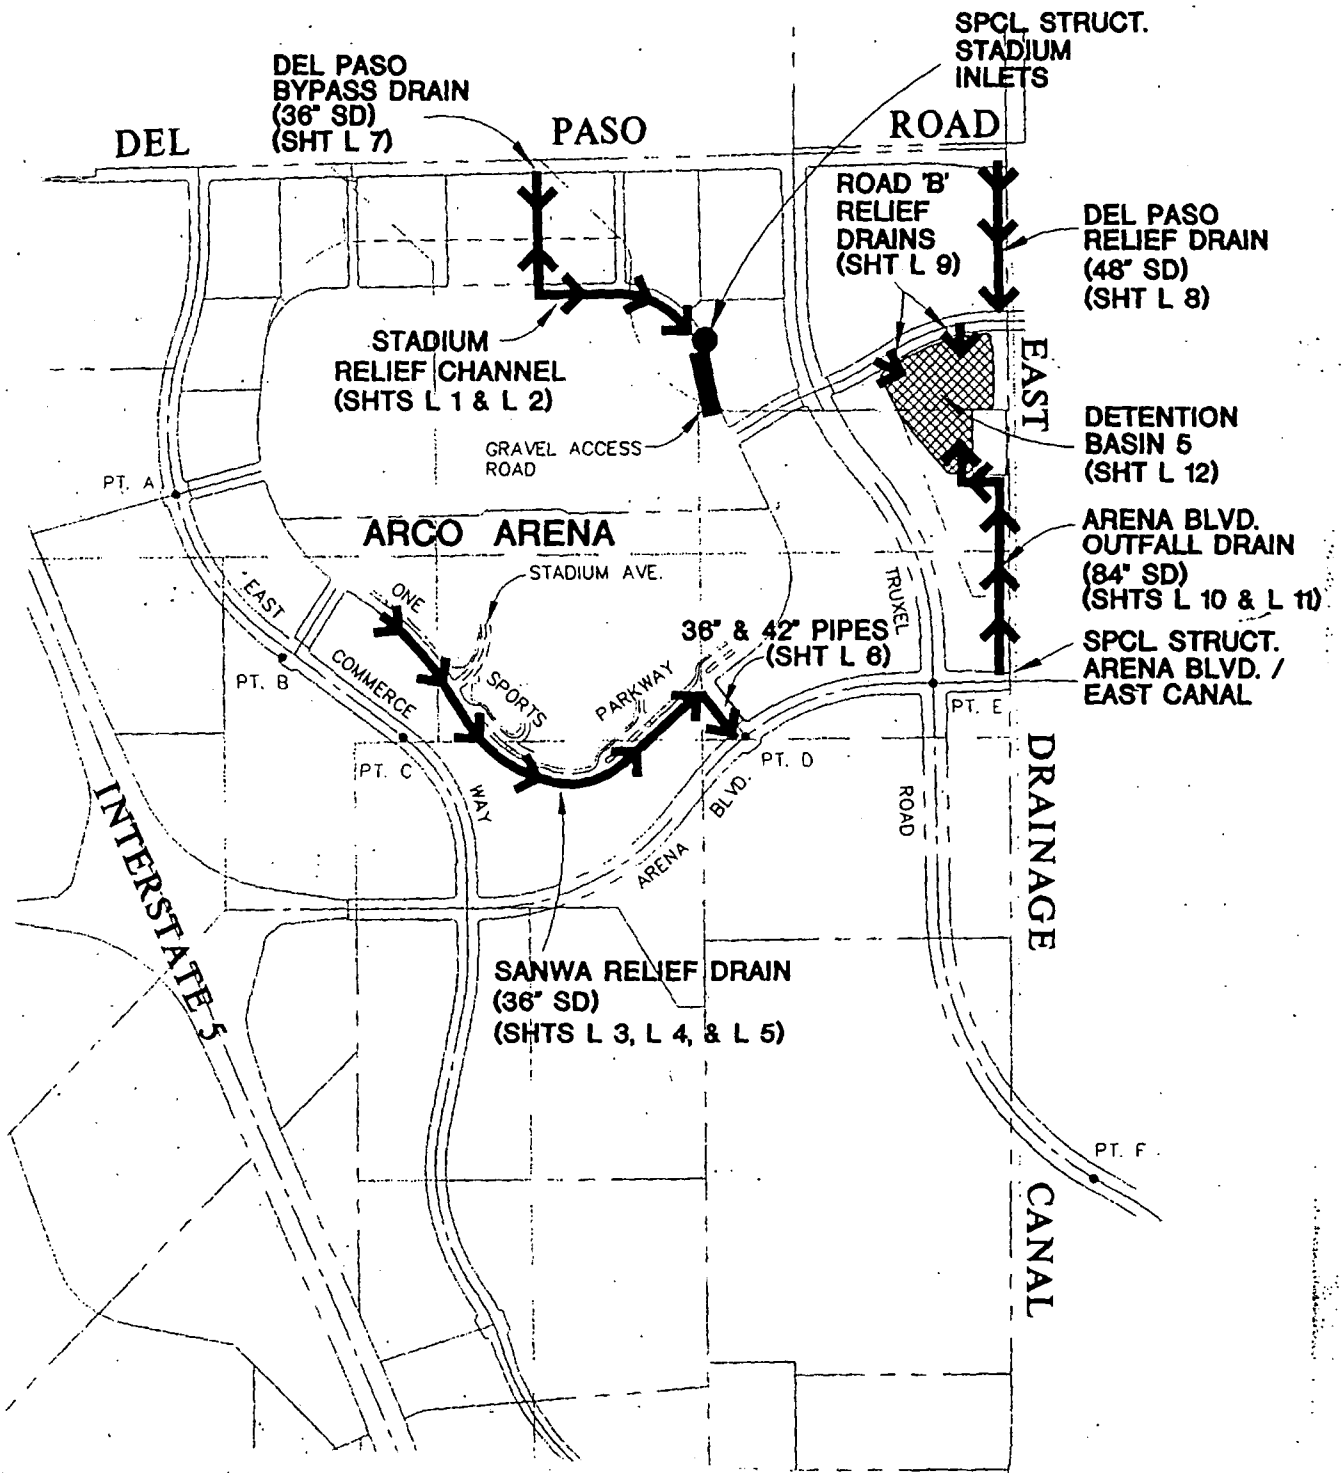 SPCL STRUCT.
STADIUM
INLETS
DEL PASO
BYPASS DRAIN
(36" SD)
(SHT L 7)
DEL PASO ROAD
ROAD 'B'
RELIEF
DRAINS
(SHT L 9)
DEL PASO
RELIEF DRAIN
(48" SD)
(SHT L 8)
STADIUM
RELIEF CHANNEL
(SHTS L 1 & L 2)
GRAVEL ACCESS
ROAD
DETENTION
BASIN 5
(SHT L 12)
PT. A
ARCO ARENA
ARENA BLVD.
OUTFALL DRAIN
(84" SD)
(SHTS L 10 & L 11)
STADIUM AVE.
ONE SPORTS PARKWAY
EAST COMMERCE WAY
TRUXEL ROAD
36" & 42" PIPES
(SHT L 6)
SPCL STRUCT.
ARENA BLVD. /
EAST CANAL
PT. B
PT. C
PT. D
PT. E
ARENA BLVD.
INTERSTATE 5
SANWA RELIEF DRAIN
(36" SD)
(SHTS L 3, L 4, & L 5)
EAST DRAINAGE CANAL
PT. F